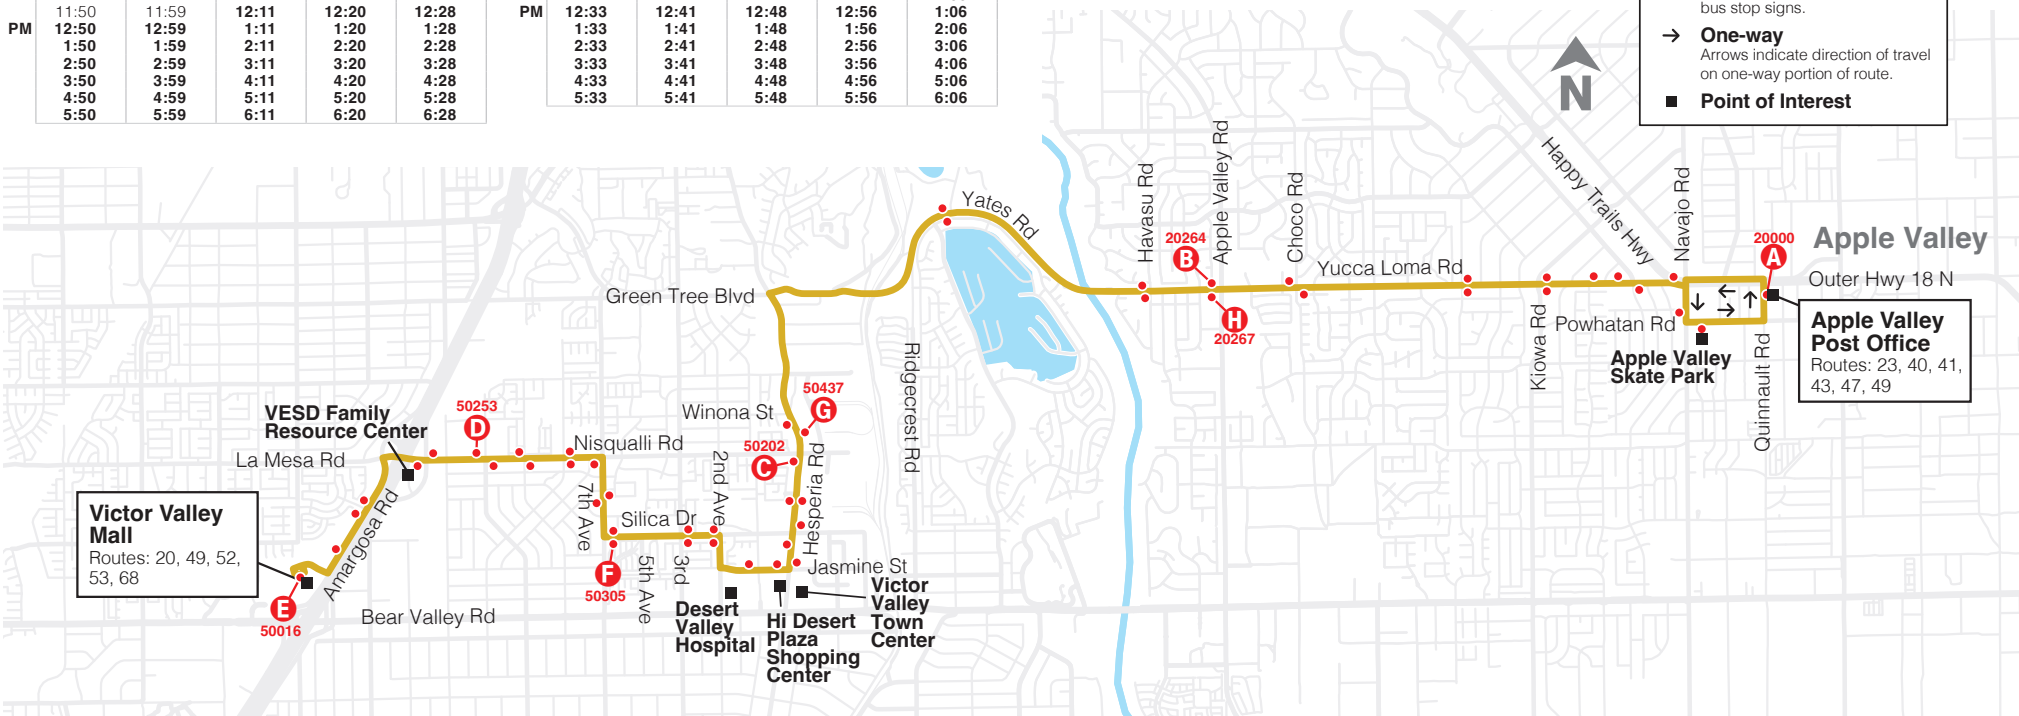 11:50 11:59 12:11 12:20 12:28
PM 12:50 12:59 1:11 1:20 1:28
1:50 1:59 2:11 2:20 2:28
2:50 2:59 3:11 3:20 3:28
3:50 3:59 4:11 4:20 4:28
4:50 4:59 5:11 5:20 5:28
5:50 5:59 6:11 6:20 6:28
PM 12:33 12:41 12:48 12:56 1:06
1:33 1:41 1:48 1:56 2:06
2:33 2:41 2:48 2:56 3:06
3:33 3:41 3:48 3:56 4:06
4:33 4:41 4:48 4:56 5:06
5:33 5:41 5:48 5:56 6:06
bus stop signs.
→ One-way
Arrows indicate direction of travel
on one-way portion of route.
Point of Interest
N
Happy Trails Hwy
Navajo Rd
Havasu Rd
Apple Valley Rd
Choco Rd
Yates Rd
20264
B
20000
A
Apple Valley
Yucca Loma Rd
Outer Hwy 18 N
Green Tree Blvd
H
20267
Kiowa Rd
Powhatan Rd
Quinnault Rd
Apple Valley
Post Office
Routes: 23, 40, 41,
43, 47, 49
Apple Valley
Skate Park
Ridgecrest Rd
50437
G
Winona St
50202
C
Hesperia Rd
VESD Family
Resource Center
50253
D
Nisqualli Rd
La Mesa Rd
2nd Ave
7th Ave
Silica Dr
Victor Valley
Mall
Routes: 20, 49, 52,
53, 68
Amargosa Rd
E
50016
F
50305
5th Ave
3rd
Jasmine St
Bear Valley Rd
Desert
Valley
Hospital
Hi Desert
Plaza
Shopping
Center
Victor
Valley
Town
Center